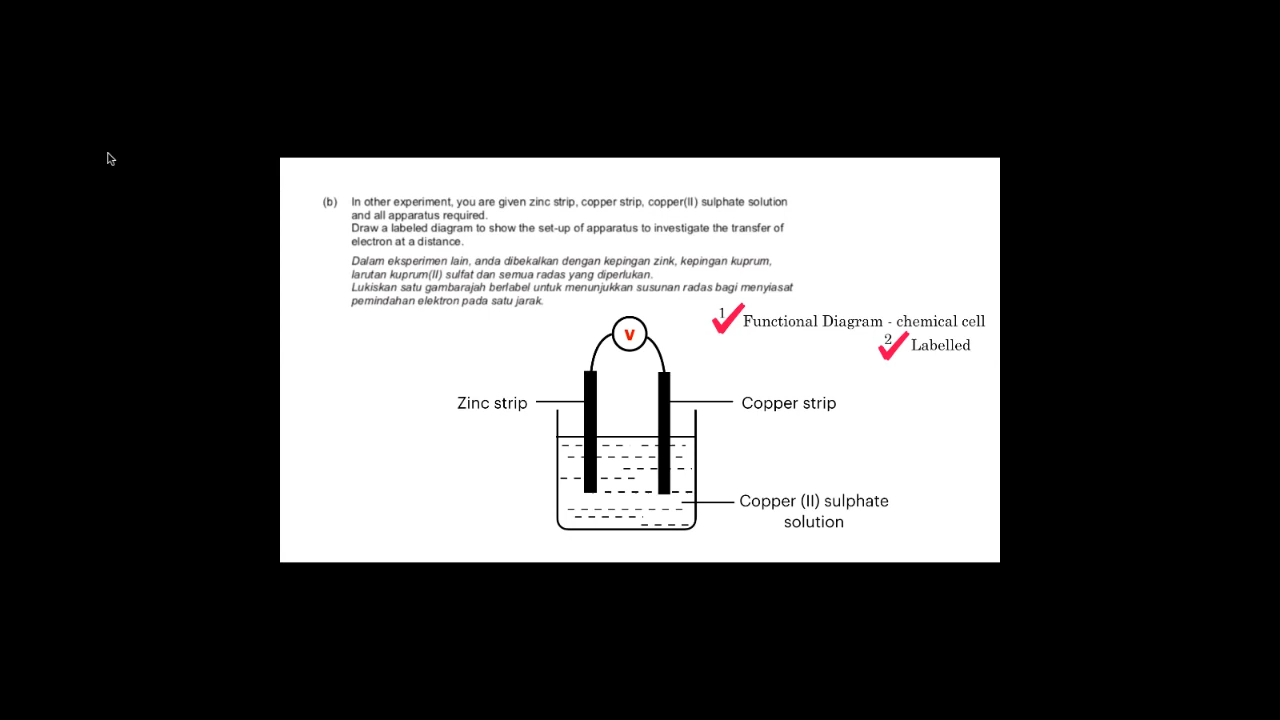 (b) In other experiment, you are given zinc strip, copper strip, copper(II) sulphate solution
and all apparatus required.
Draw a labeled diagram to show the set-up of apparatus to investigate the transfer of
electron at a distance.
Dalam eksperimen lain, anda dibekalkan dengan kepingan zink, kepingan kuprum,
larutan kuprum(II) sulfat dan semua radas yang diperlukan.
Lukiskan satu gambarajah berlabel untuk menunjukkan susunan radas bagi menyiasat
pemindahan elektron pada satu jarak.
1 Functional Diagram - chemical cell
2 Labelled
V
Zinc strip
Copper strip
Copper (II) sulphate
solution